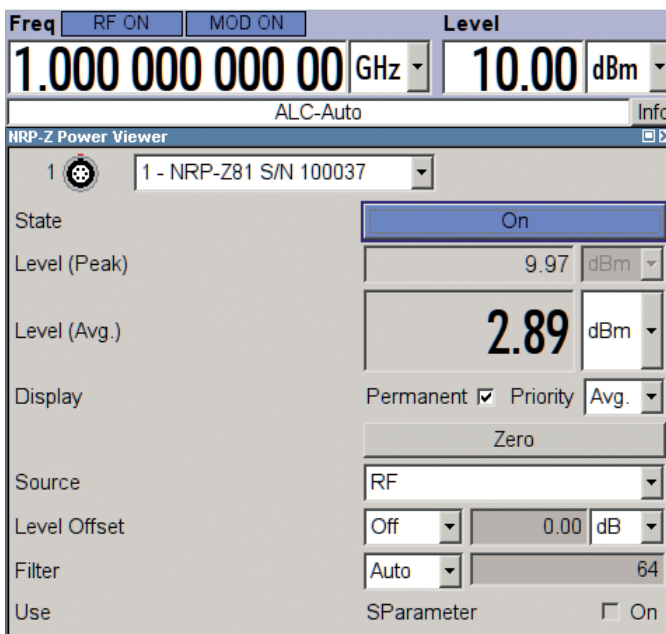 Freq RF ON MOD ON Level
1.000 000 000 00 GHz 10.00 dBm
ALC-Auto Info
NRP-Z Power Viewer
1 1 - NRP-Z81 S/N 100037
State On
Level (Peak) 9.97 dBm
Level (Avg.) 2.89 dBm
Display Permanent Priority Avg.
Zero
Source RF
Level Offset Off 0.00 dB
Filter Auto 64
Use SParameter On